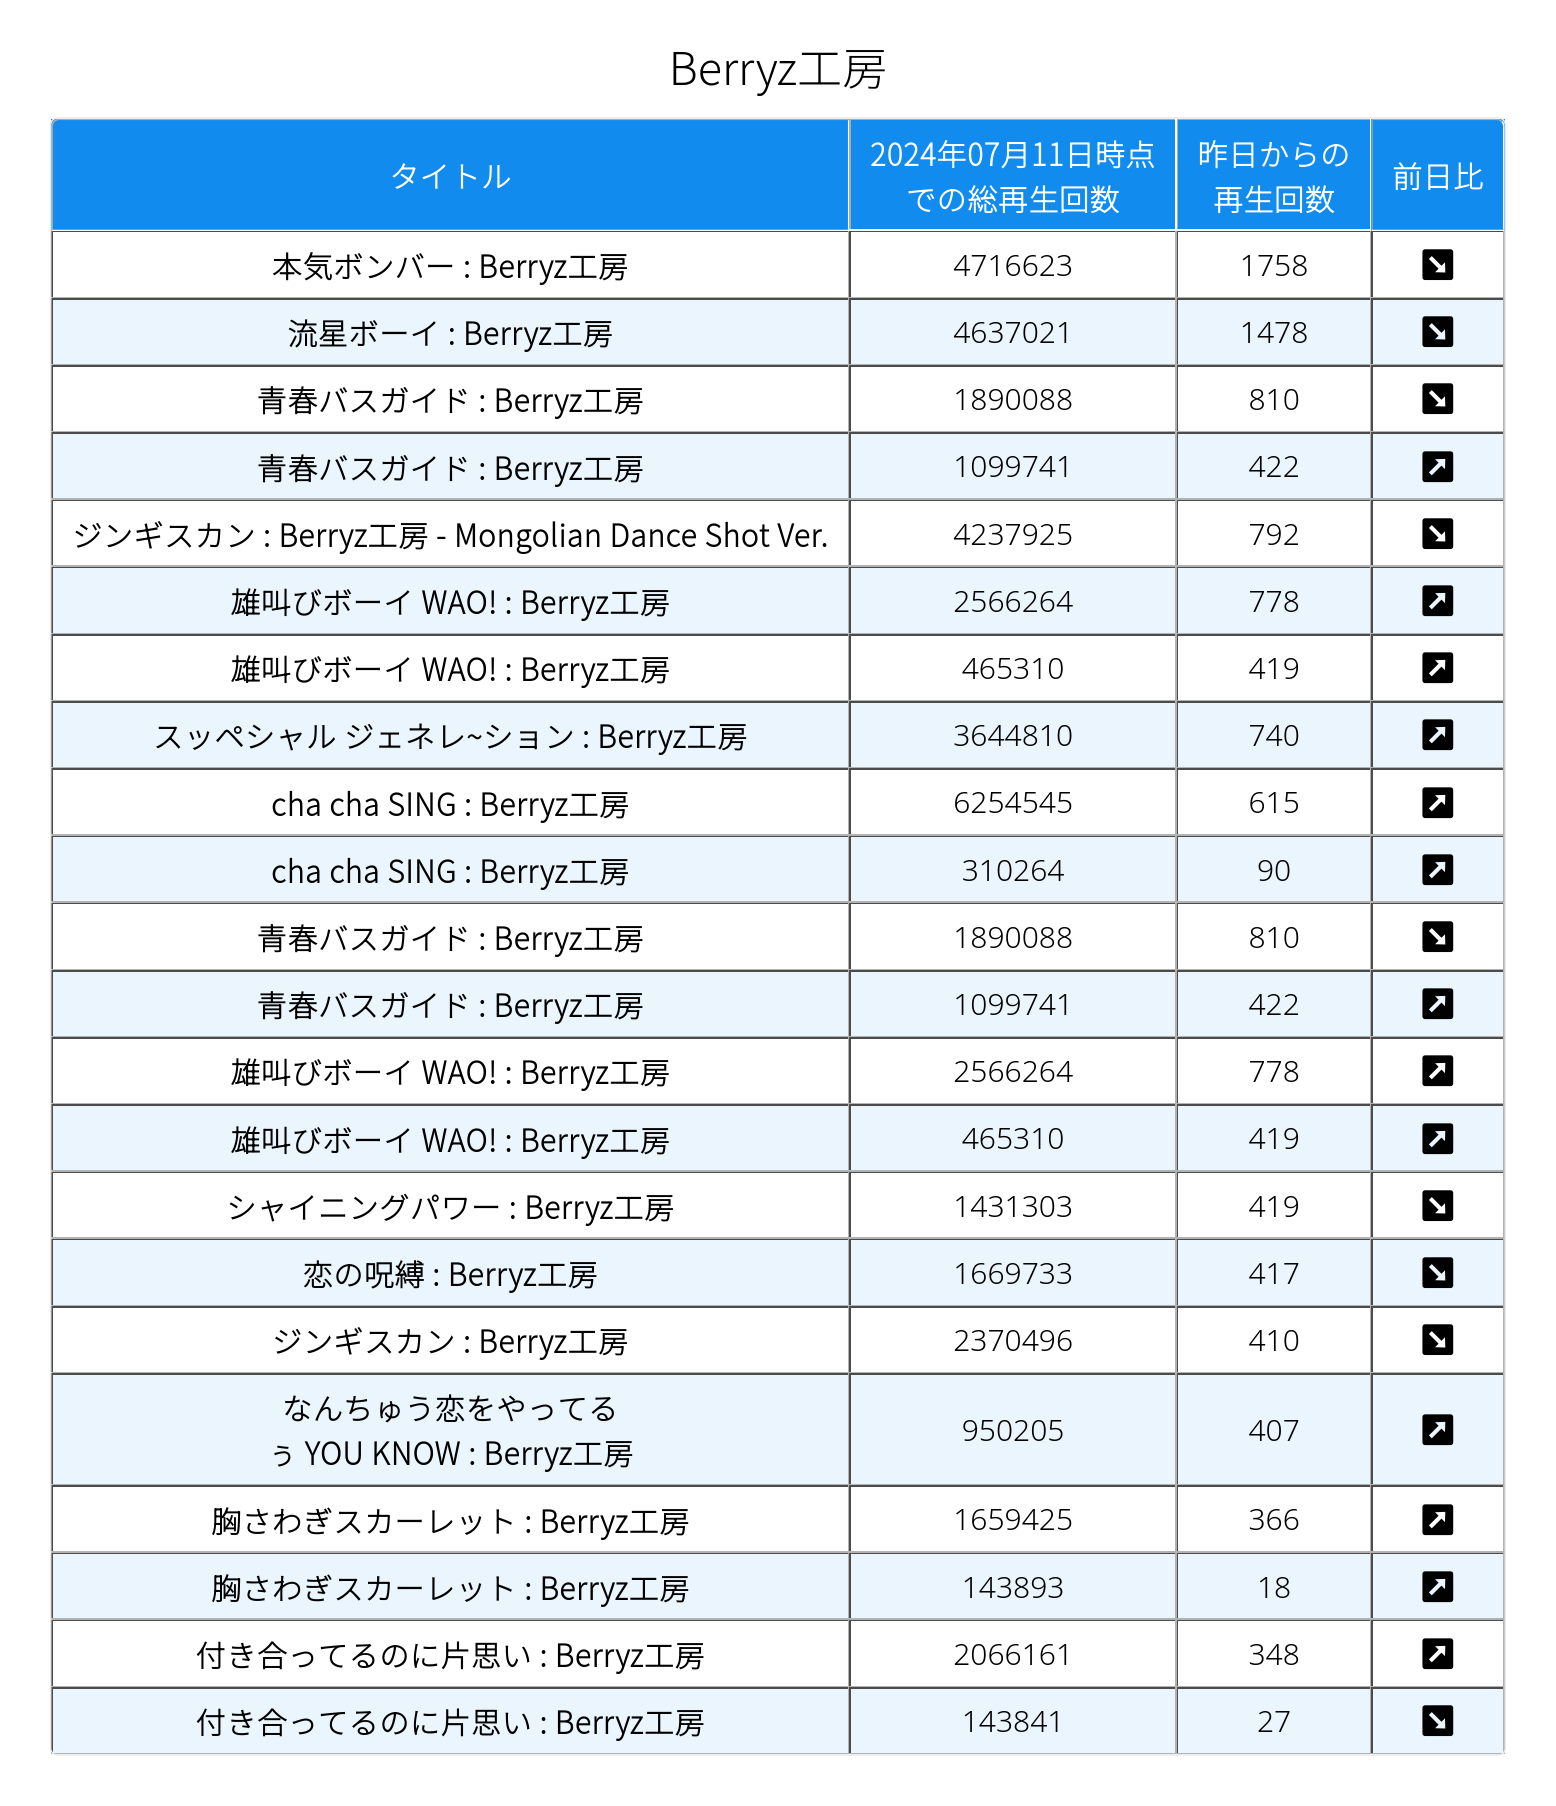 Berryz工房
タイトル
2024年07月11日時点
での総再生回数
昨日からの
再生回数
前日比
本気ボンバー : Berryz工房 4716623 1758 ↘
流星ボーイ : Berryz工房 4637021 1478 ↘
青春バスガイド : Berryz工房 1890088 810 ↘
青春バスガイド : Berryz工房 1099741 422 ↗
ジンギスカン : Berryz工房 - Mongolian Dance Shot Ver. 4237925 792 ↘
雄叫びボーイ WAO! : Berryz工房 2566264 778 ↗
雄叫びボーイ WAO! : Berryz工房 465310 419 ↗
スッペシャル ジェネレ~ション : Berryz工房 3644810 740 ↗
cha cha SING : Berryz工房 6254545 615 ↗
cha cha SING : Berryz工房 310264 90 ↗
青春バスガイド : Berryz工房 1890088 810 ↘
青春バスガイド : Berryz工房 1099741 422 ↗
雄叫びボーイ WAO! : Berryz工房 2566264 778 ↗
雄叫びボーイ WAO! : Berryz工房 465310 419 ↗
シャイニングパワー : Berryz工房 1431303 419 ↘
恋の呪縛 : Berryz工房 1669733 417 ↘
ジンギスカン : Berryz工房 2370496 410 ↘
なんちゅう恋をやってる
ぅ YOU KNOW : Berryz工房 950205 407 ↗
胸さわぎスカーレット : Berryz工房 1659425 366 ↗
胸さわぎスカーレット : Berryz工房 143893 18 ↗
付き合ってるのに片思い : Berryz工房 2066161 348 ↗
付き合ってるのに片思い : Berryz工房 143841 27 ↘